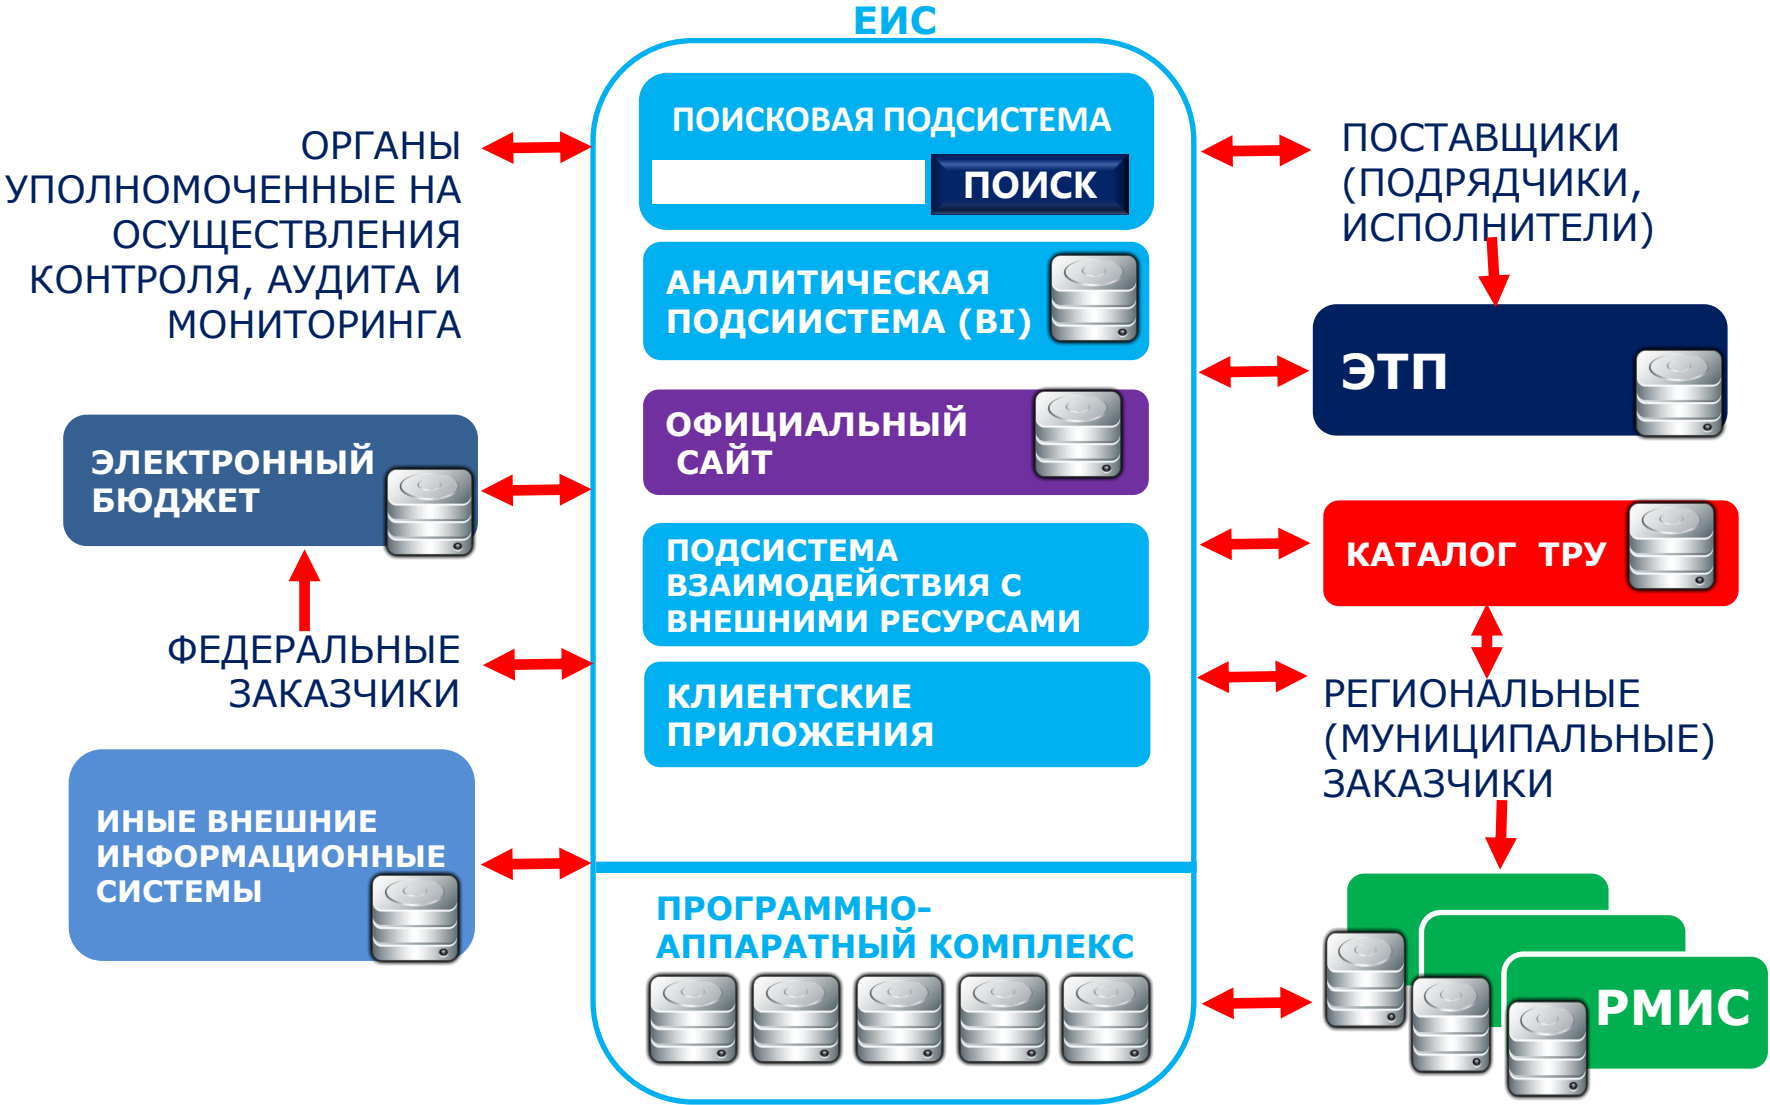 ЕИС
ПОИСКОВАЯ ПОДСИСТЕМА
ПОИСК
АНАЛИТИЧЕСКАЯ
ПОДСИИСТЕМА (BI)
ОФИЦИАЛЬНЫЙ
САЙТ
ПОДСИСТЕМА
ВЗАИМОДЕЙСТВИЯ С
ВНЕШНИМИ РЕСУРСАМИ
КЛИЕНТСКИЕ
ПРИЛОЖЕНИЯ
ПРОГРАММНО-
АППАРАТНЫЙ КОМПЛЕКС
ОРГАНЫ
УПОЛНОМОЧЕННЫЕ НА
ОСУЩЕСТВЛЕНИЯ
КОНТРОЛЯ, АУДИТА И
МОНИТОРИНГА
ЭЛЕКТРОННЫЙ
БЮДЖЕТ
ФЕДЕРАЛЬНЫЕ
ЗАКАЗЧИКИ
ИНЫЕ ВНЕШНИЕ
ИНФОРМАЦИОННЫЕ
СИСТЕМЫ
ПОСТАВЩИКИ
(ПОДРЯДЧИКИ,
ИСПОЛНИТЕЛИ)
ЭТП
КАТАЛОГ ТРУ
РЕГИОНАЛЬНЫЕ
(МУНИЦИПАЛЬНЫЕ)
ЗАКАЗЧИКИ
РМИС